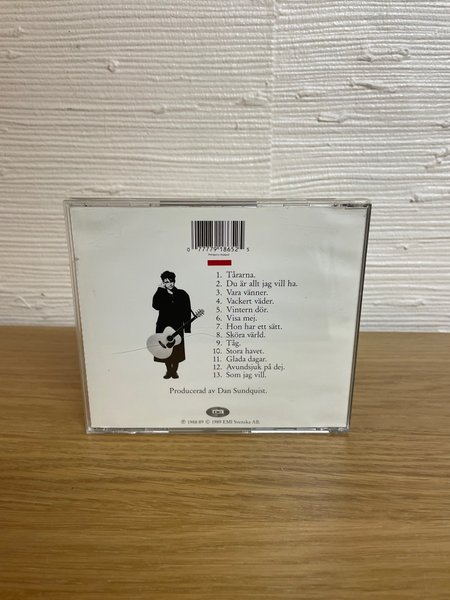 0 77779 18652 5
1. Tårarna.
2. Du är allt jag vill ha.
3. Vara vänner.
4. Vackert väder.
5. Vintern dör.
6. Visa mej.
7. Hon har ett sätt.
8. Sköra värld.
9. Tåg.
10. Stora havet.
11. Glada dagar.
12. Avundsjuk på dej.
13. Som jag vill.
Producerad av Dan Sundquist.
EMI
℗ 1988-89 © 1989 EMI Svenska AB.